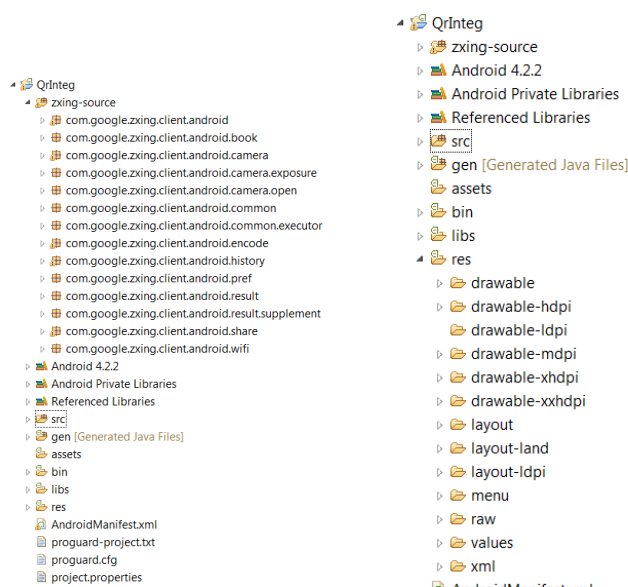 QrInteg
zxing-source
com.google.zxing.client.android
com.google.zxing.client.android.book
com.google.zxing.client.android.camera
com.google.zxing.client.android.camera.exposure
com.google.zxing.client.android.camera.open
com.google.zxing.client.android.common
com.google.zxing.client.android.common.executor
com.google.zxing.client.android.encode
com.google.zxing.client.android.history
com.google.zxing.client.android.pref
com.google.zxing.client.android.result
com.google.zxing.client.android.result.supplement
com.google.zxing.client.android.share
com.google.zxing.client.android.wifi
Android 4.2.2
Android Private Libraries
Referenced Libraries
src
gen [Generated Java Files]
assets
bin
libs
res
AndroidManifest.xml
proguard-project.txt
proguard.cfg
project.properties
QrInteg
zxing-source
Android 4.2.2
Android Private Libraries
Referenced Libraries
src
gen [Generated Java Files]
assets
bin
libs
res
drawable
drawable-hdpi
drawable-ldpi
drawable-mdpi
drawable-xhdpi
drawable-xxhdpi
layout
layout-land
layout-ldpi
menu
raw
values
xml